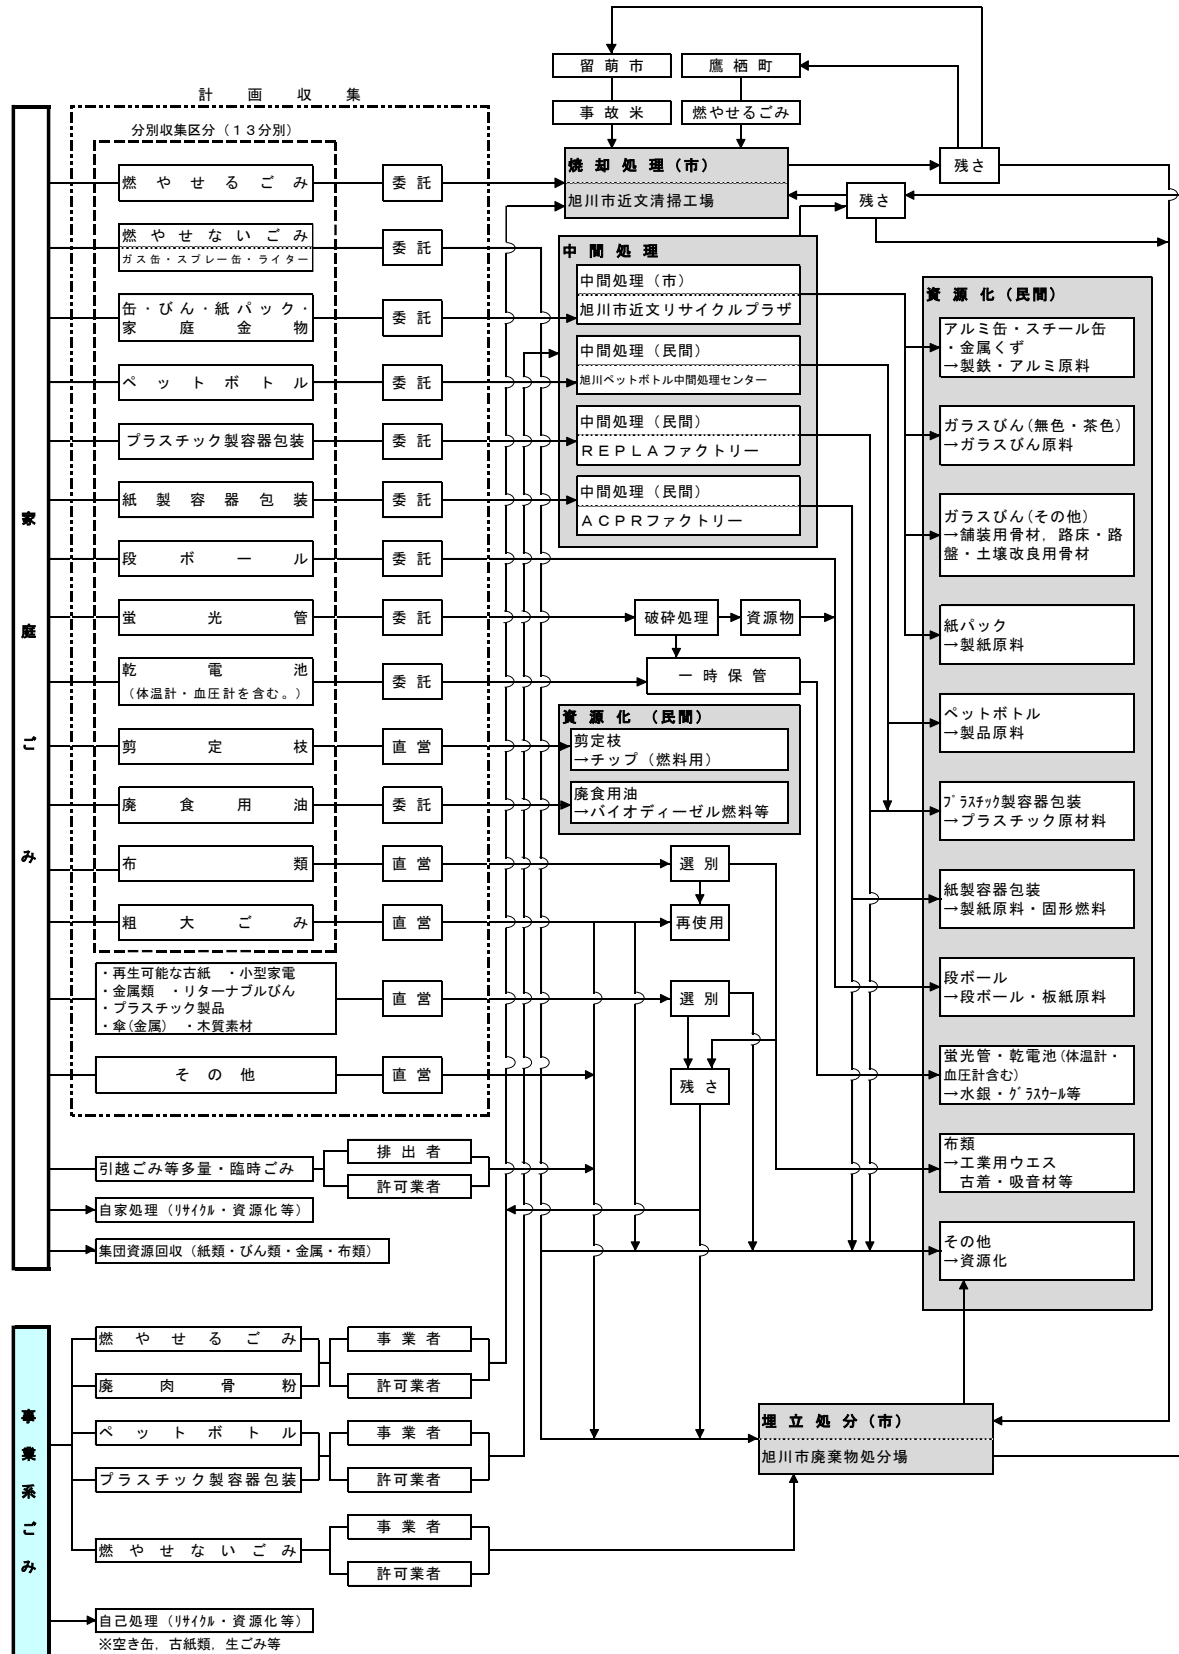 留萌市
鷹栖町
計画収集
事故米
燃やせるごみ
分別収集区分（１３分別）
焼却処理（市）
旭川市近文清掃工場
残さ
残さ
家庭ごみ
燃やせるごみ
委託
燃やせないごみ
ガス缶・スプレー缶・ライター
委託
缶・びん・紙パック・
家庭金物
委託
ペットボトル
委託
プラスチック製容器包装
委託
紙製容器包装
委託
段ボール
委託
蛍光管
委託
破砕処理
資源物
乾電池
（体温計・血圧計を含む。）
委託
一時保管
剪定枝
直営
廃食用油
委託
布類
直営
選別
粗大ごみ
直営
再使用
・再生可能な古紙　・小型家電
・金属類　・リターナブルびん
・プラスチック製品
・傘(金属)　・木質素材
直営
選別
その他
直営
残さ
中間処理
中間処理（市）
旭川市近文リサイクルプラザ
中間処理（民間）
旭川ペットボトル中間処理センター
中間処理（民間）
ＲＥＰＬＡファクトリー
中間処理（民間）
ＡＣＰＲファクトリー
資源化（民間）
剪定枝
→チップ（燃料用）
廃食用油
→バイオディーゼル燃料等
資源化（民間）
アルミ缶・スチール缶
・金属くず
→製鉄・アルミ原料
ガラスびん(無色・茶色)
→ガラスびん原料
ガラスびん(その他)
→舗装用骨材，路床・路
盤・土壌改良用骨材
紙パック
→製紙原料
ペットボトル
→製品原料
ﾌﾟﾗｽﾁｯｸ製容器包装
→プラスチック原材料
紙製容器包装
→製紙原料・固形燃料
段ボール
→段ボール・板紙原料
蛍光管・乾電池(体温計・
血圧計含む)
→水銀・ｸﾞﾗｽｳｰﾙ等
布類
→工業用ウエス
古着・吸音材等
その他
→資源化
引越ごみ等多量・臨時ごみ
排出者
許可業者
自家処理（ﾘｻｲｸﾙ・資源化等）
集団資源回収（紙類・びん類・金属・布類）
事業系ごみ
燃やせるごみ
廃肉骨粉
事業者
許可業者
ペットボトル
プラスチック製容器包装
事業者
許可業者
燃やせないごみ
事業者
許可業者
埋立処分（市）
旭川市廃棄物処分場
自己処理（ﾘｻｲｸﾙ・資源化等）
※空き缶，古紙類，生ごみ等